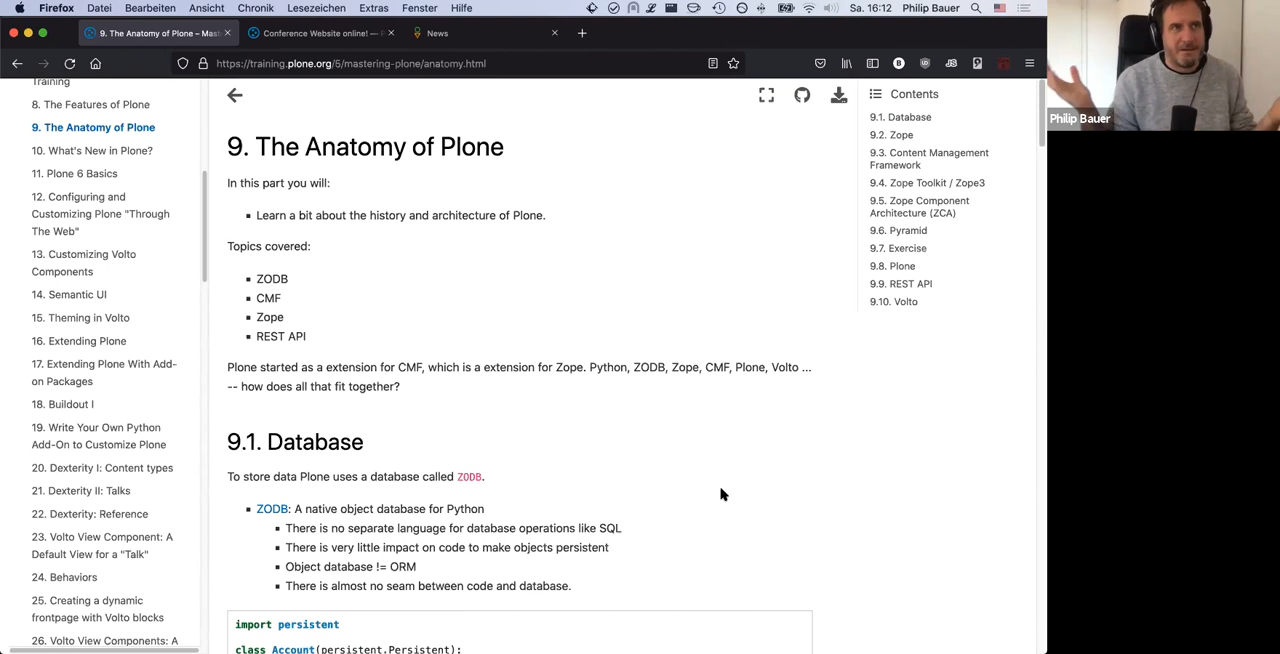 Firefox Datei Bearbeiten Ansicht Chronik Lesezeichen Extras Fenster Hilfe Sa. 16:12 Philip Bauer
9. The Anatomy of Plone – Mast
Conference Website online! —
News
https://training.plone.org/5/mastering-plone/anatomy.html
Philip Bauer
Training
8. The Features of Plone
9. The Anatomy of Plone
10. What's New in Plone?
11. Plone 6 Basics
12. Configuring and
Customizing Plone "Through
The Web"
13. Customizing Volto
Components
14. Semantic UI
15. Theming in Volto
16. Extending Plone
17. Extending Plone With Add-
on Packages
18. Buildout I
19. Write Your Own Python
Add-On to Customize Plone
20. Dexterity I: Content types
21. Dexterity II: Talks
22. Dexterity: Reference
23. Volto View Component: A
Default View for a "Talk"
24. Behaviors
25. Creating a dynamic
frontpage with Volto blocks
26. Volto View Components: A
9. The Anatomy of Plone
In this part you will:
Learn a bit about the history and architecture of Plone.
Topics covered:
ZODB
CMF
Zope
REST API
Plone started as a extension for CMF, which is a extension for Zope. Python, ZODB, Zope, CMF, Plone, Volto ...
-- how does all that fit together?
9.1. Database
To store data Plone uses a database called ZODB.
ZODB: A native object database for Python
There is no separate language for database operations like SQL
There is very little impact on code to make objects persistent
Object database != ORM
There is almost no seam between code and database.
import persistent
class Account(persistent.Persistent):
Contents
9.1. Database
9.2. Zope
9.3. Content Management
Framework
9.4. Zope Toolkit / Zope3
9.5. Zope Component
Architecture (ZCA)
9.6. Pyramid
9.7. Exercise
9.8. Plone
9.9. REST API
9.10. Volto